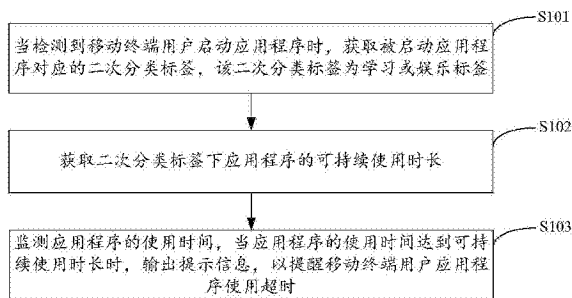 S101
当检测到移动终端用户启动应用程序时，获取被启动应用程
序对应的二次分类标签，该二次分类标签为学习或娱乐标签
S102
获取二次分类标签下应用程序的可持续使用时长
S103
监测应用程序的使用时间，当应用程序的使用时间达到可持
续使用时长时，输出提示信息，以提醒移动终端用户应用程
序使用超时